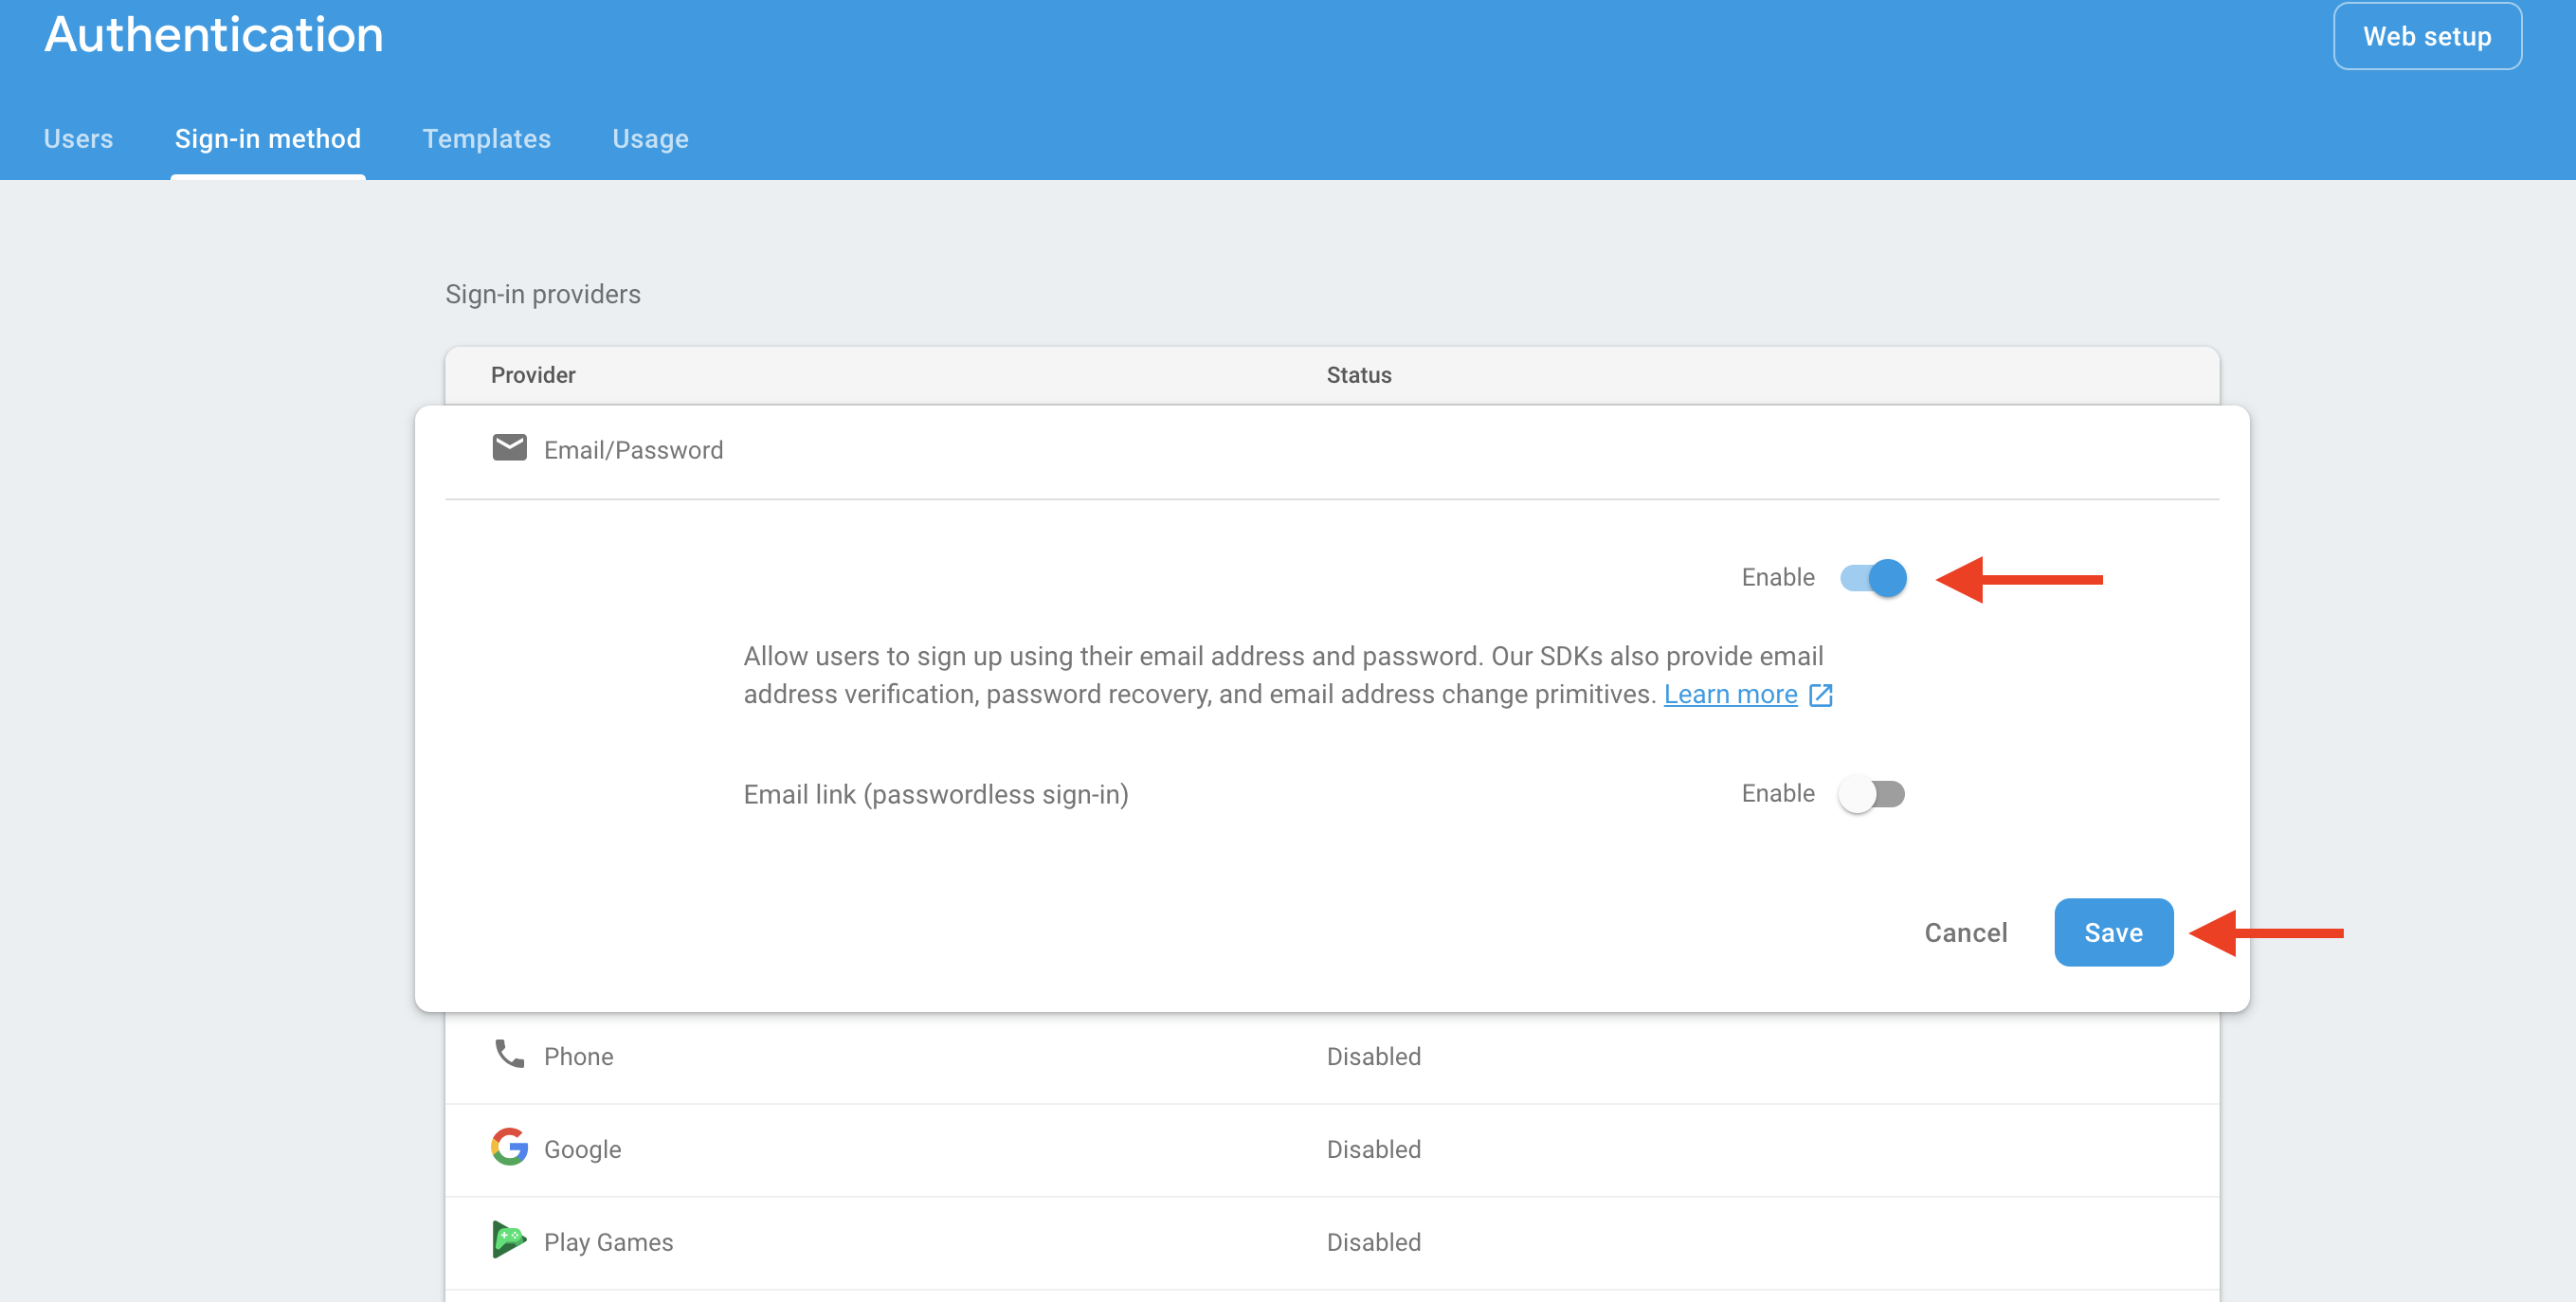 Authentication
Web setup
Users
Sign-in method
Templates
Usage
Sign-in providers
Provider
Status
Email/Password
Enable
Allow users to sign up using their email address and password. Our SDKs also provide email
address verification, password recovery, and email address change primitives. Learn more
Email link (passwordless sign-in)
Enable
Cancel
Save
Phone
Disabled
Google
Disabled
Play Games
Disabled